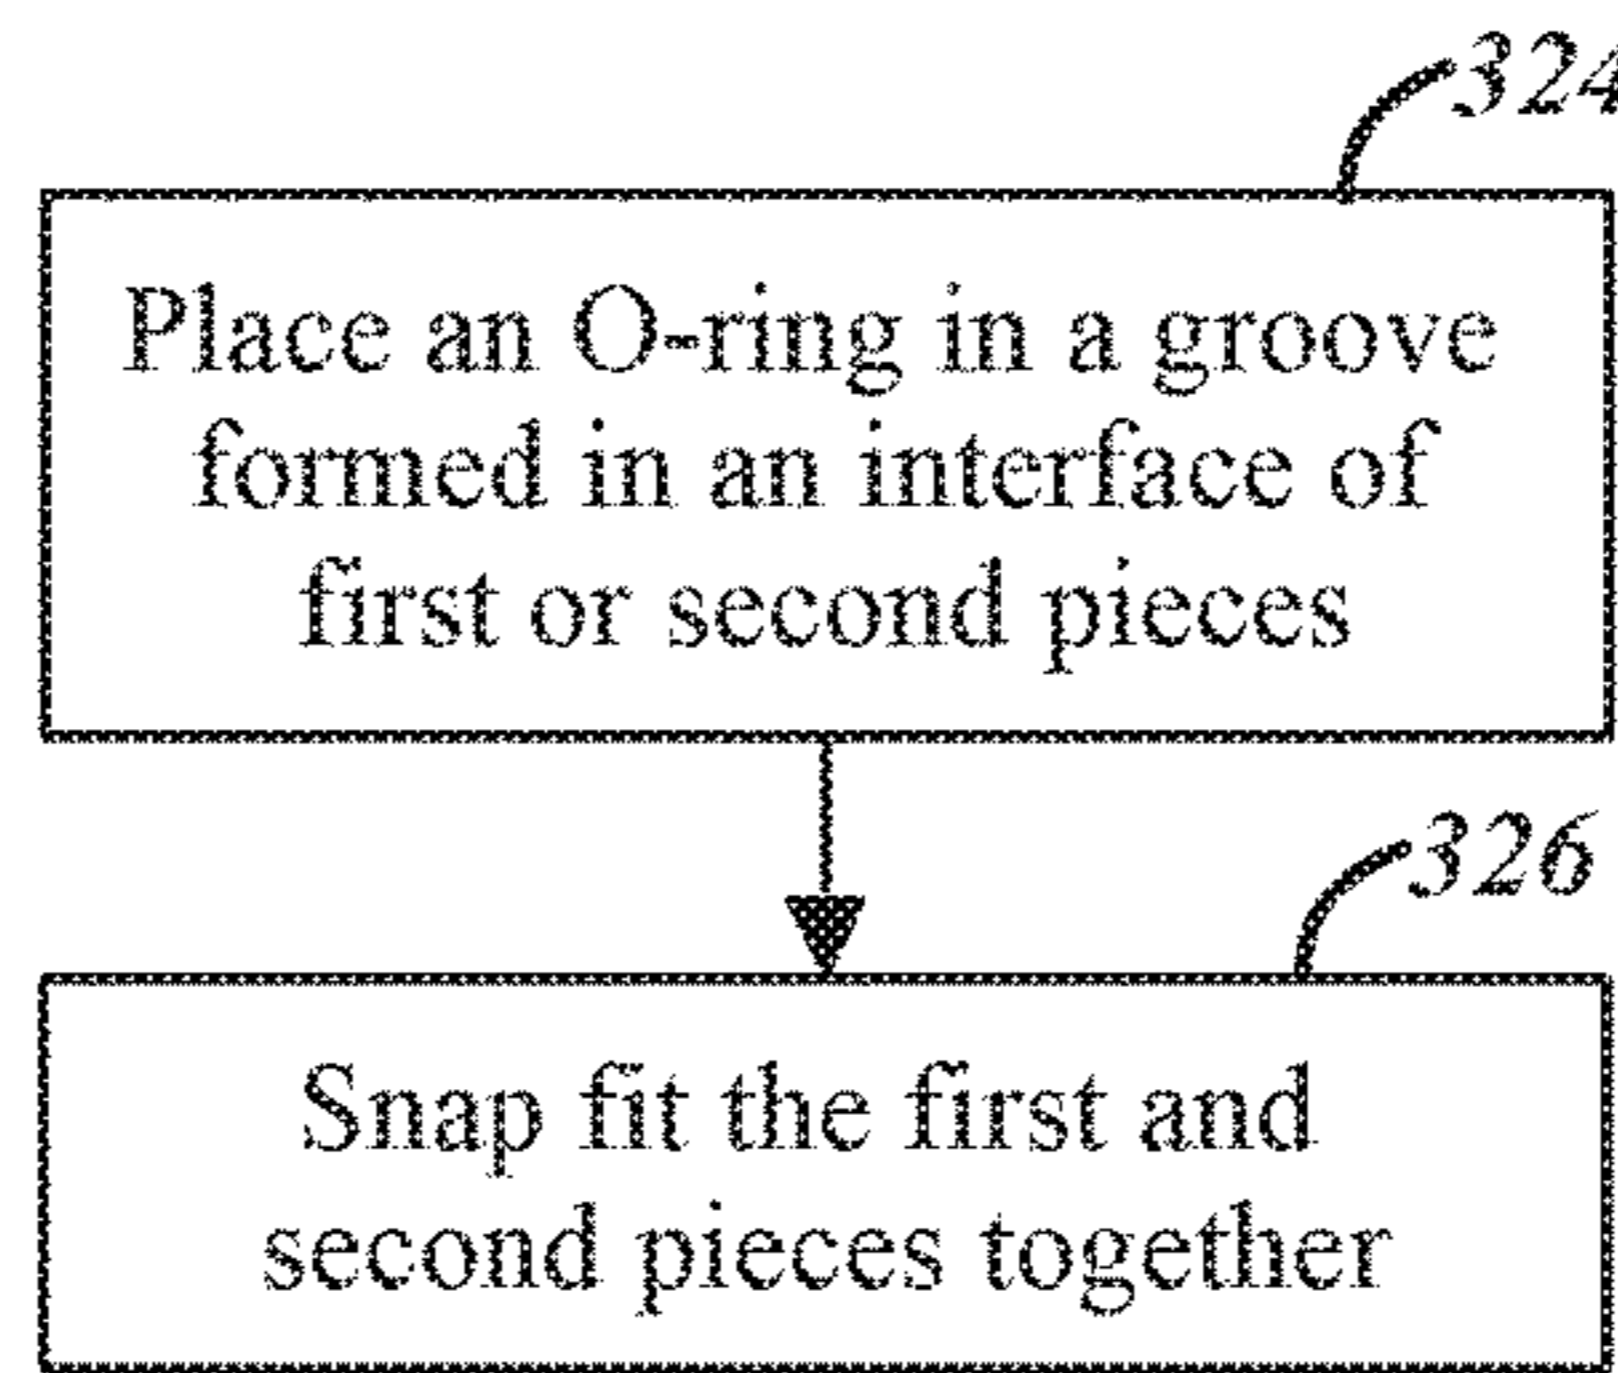 324
Place an O-ring in a groove
formed in an interface of
first or second pieces
326
Snap fit the first and
second pieces together